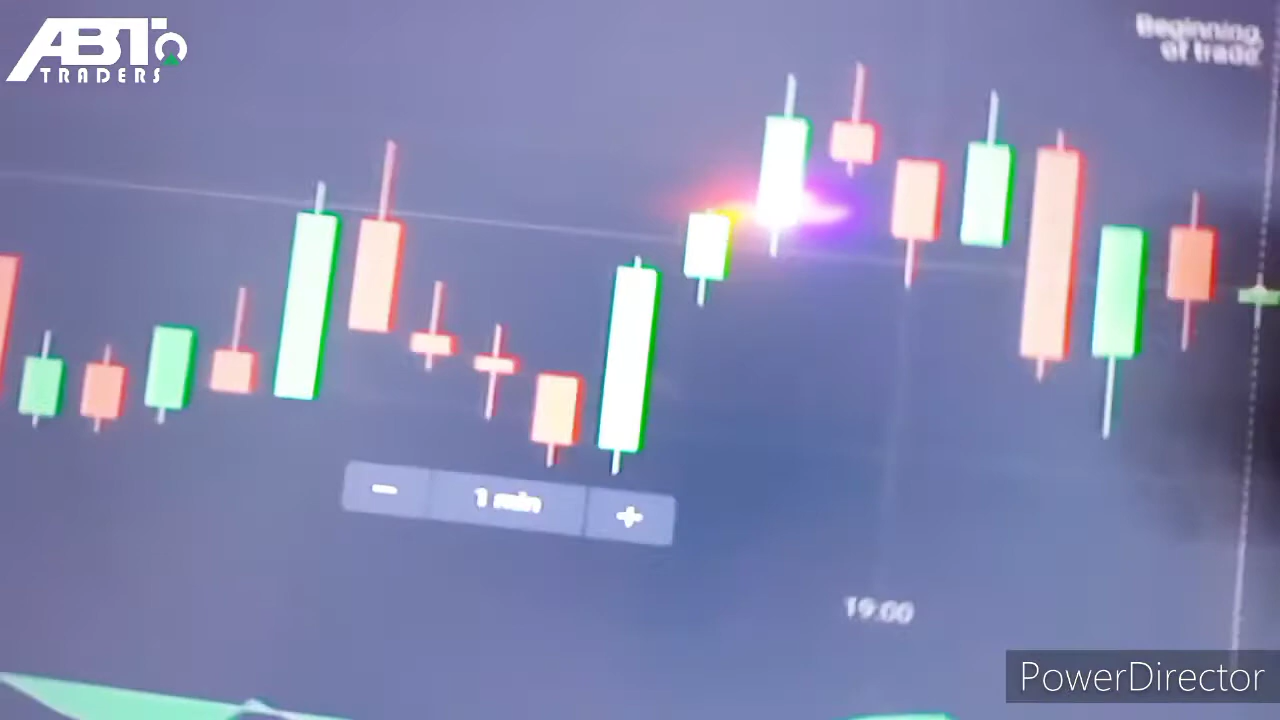 ABT
TRADERS
Beginning
of trade
1 min
19:00
PowerDirector